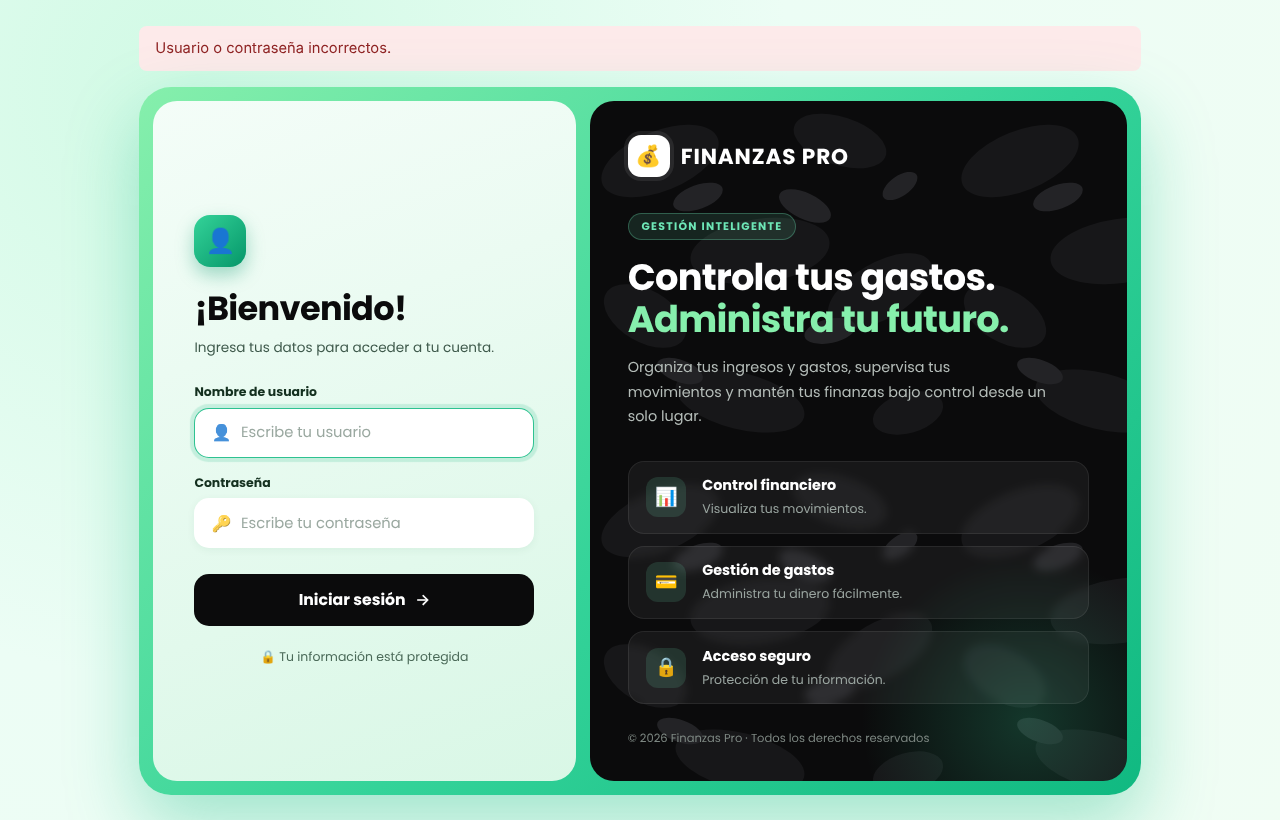 Usuario o contraseña incorrectos.
¡Bienvenido!
Ingresa tus datos para acceder a tu cuenta.
Nombre de usuario
Escribe tu usuario
Contraseña
Escribe tu contraseña
Iniciar sesión →
Tu información está protegida
FINANZAS PRO
GESTIÓN INTELIGENTE
Controla tus gastos.
Administra tu futuro.
Organiza tus ingresos y gastos, supervisa tus
movimientos y mantén tus finanzas bajo control desde un
solo lugar.
Control financiero
Visualiza tus movimientos.
Gestión de gastos
Administra tu dinero fácilmente.
Acceso seguro
Protección de tu información.
© 2026 Finanzas Pro · Todos los derechos reservados